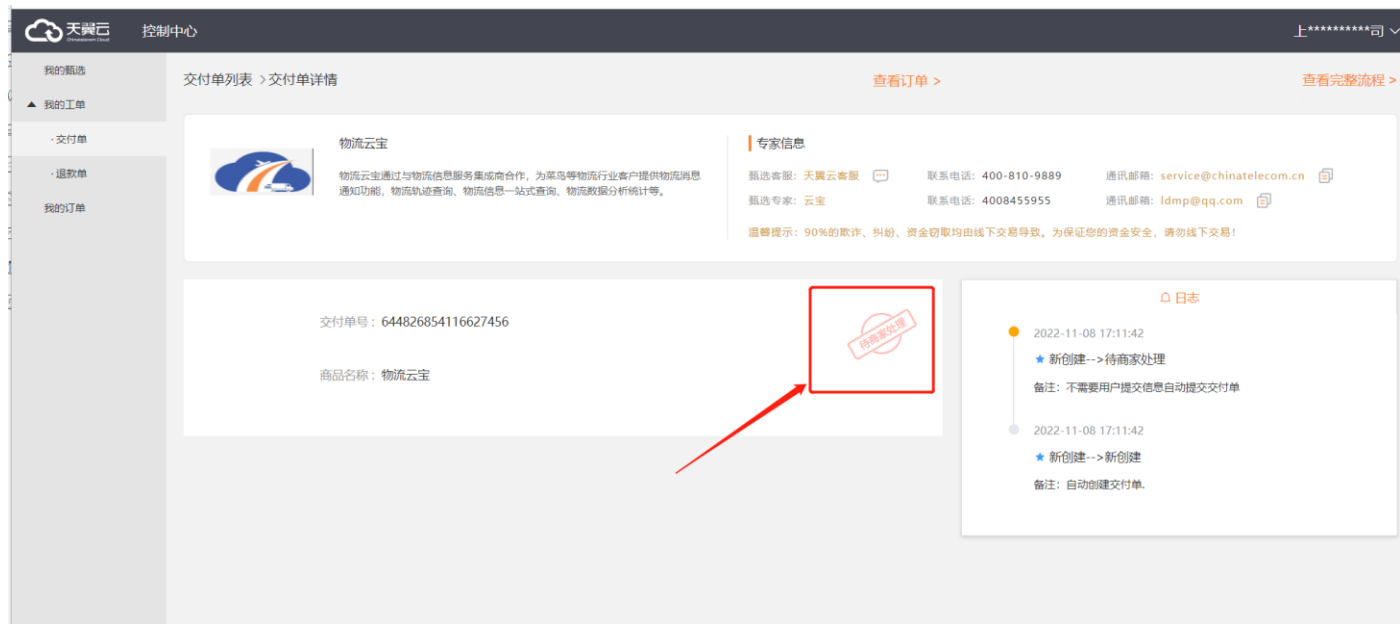 天翼云 控制中心 上**********司
我的甄选
我的工单
·交付单
·退款单
我的订单
交付单列表 >交付单详情 查看订单 > 查看完整流程 >
物流云宝
物流云宝通过与物流信息服务集成商合作，为菜鸟等物流行业客户提供物流消息
通知功能，物流轨迹查询、物流信息一站式查询、物流数据分析统计等。
专家信息
甄选客服：天翼云客服 联系电话：400-810-9889 通讯邮箱：service@chinatelecom.cn
甄选专家：云宝 联系电话：4008455955 通讯邮箱：ldmp@qq.com
温馨提示：90%的欺诈、纠纷、资金窃取均由线下交易导致。为保证您的资金安全，请勿线下交易！
交付单号：644826854116627456
待商家处理
商品名称：物流云宝
日志
2022-11-08 17:11:42
新创建-->待商家处理
备注：不需要用户提交信息自动提交交付单
2022-11-08 17:11:42
新创建-->新创建
备注：自动创建交付单.